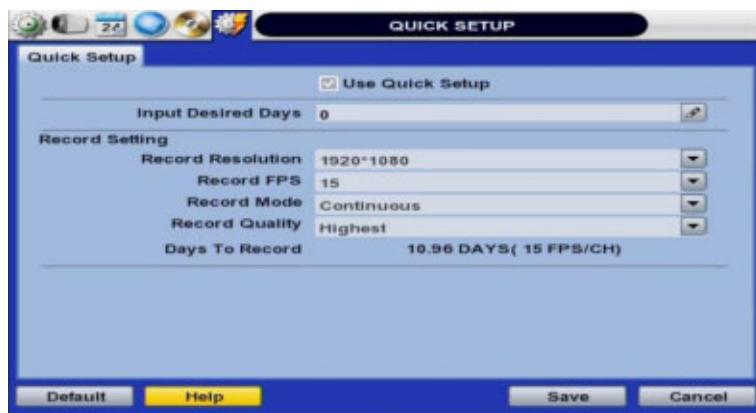 QUICK SETUP
Quick Setup
Use Quick Setup
Input Desired Days 0
Record Setting
Record Resolution 1920*1080
Record FPS 15
Record Mode Continuous
Record Quality Highest
Days To Record 10.96 DAYS( 15 FPS/CH)
Default Help Save Cancel